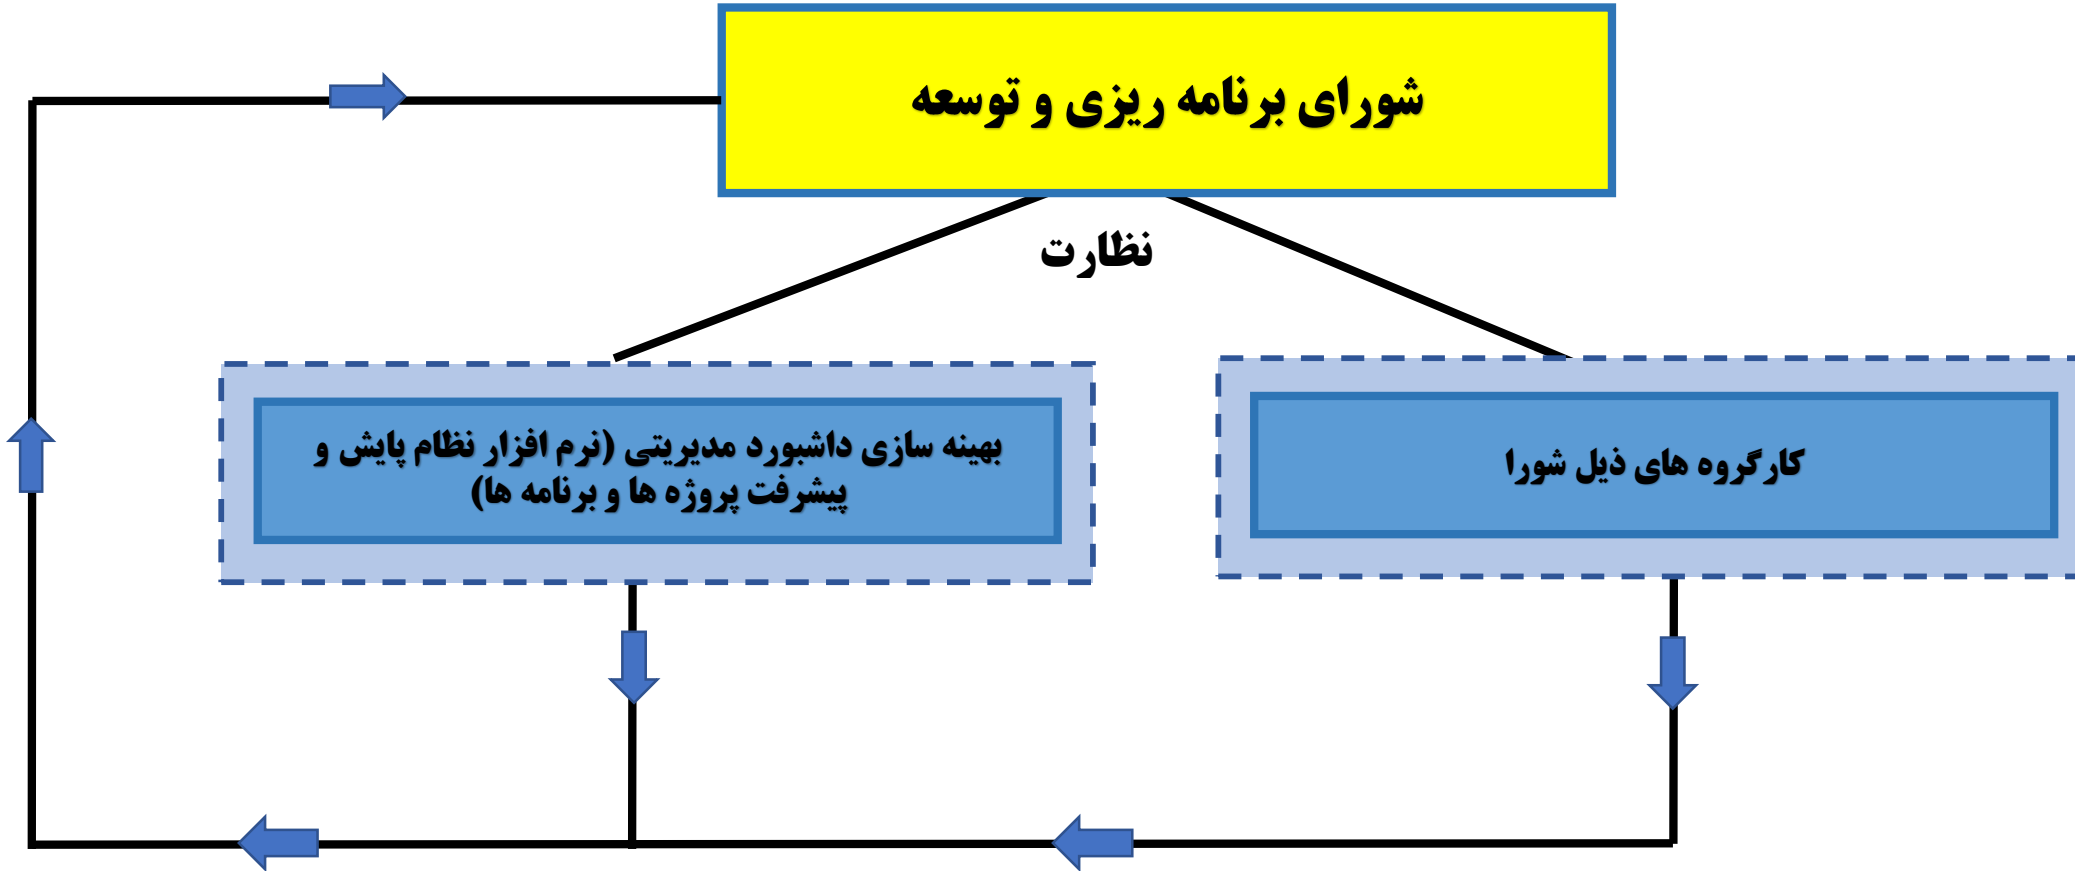 شورای برنامه ریزی و توسعه
نظارت
کارگروه های ذیل شورا
بهینه سازی داشبورد مدیریتی (نرم افزار نظام پایش و
پیشرفت پروژه ها و برنامه ها)